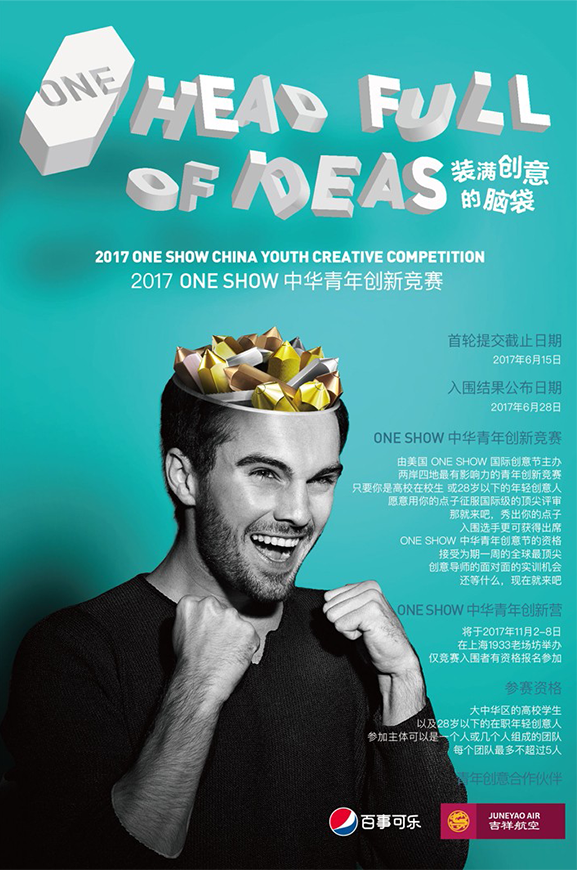 ONE HEAD FULL
OF IDEAS
装满创意
的脑袋
2017 ONE SHOW CHINA YOUTH CREATIVE COMPETITION
2017 ONE SHOW 中华青年创新竞赛
首轮提交截止日期
2017年6月15日
入围结果公布日期
2017年6月28日
ONE SHOW 中华青年创新竞赛
由美国 ONE SHOW 国际创意节主办
两岸四地最有影响力的青年创新竞赛
只要你是高校在校生 或28岁以下的年轻创意人
愿意用你的点子征服国际级的顶尖评审
那就来吧，秀出你的点子
入围选手更可获得出席
ONE SHOW 中华青年创意节的资格
接受为期一周的全球最顶尖
创意导师的面对面的实训机会
还等什么，现在就来吧
ONE SHOW 中华青年创新营
将于2017年11月2-8日
在上海1933老场坊举办
仅竞赛入围者有资格报名参加
参赛资格
大中华区的高校学生
以及28岁以下的在职年轻创意人
参加主体可以是一个人或几个人组成的团队
每个团队最多不超过5人
青年创意合作伙伴
百事可乐
JUNEYAO AIR
吉祥航空